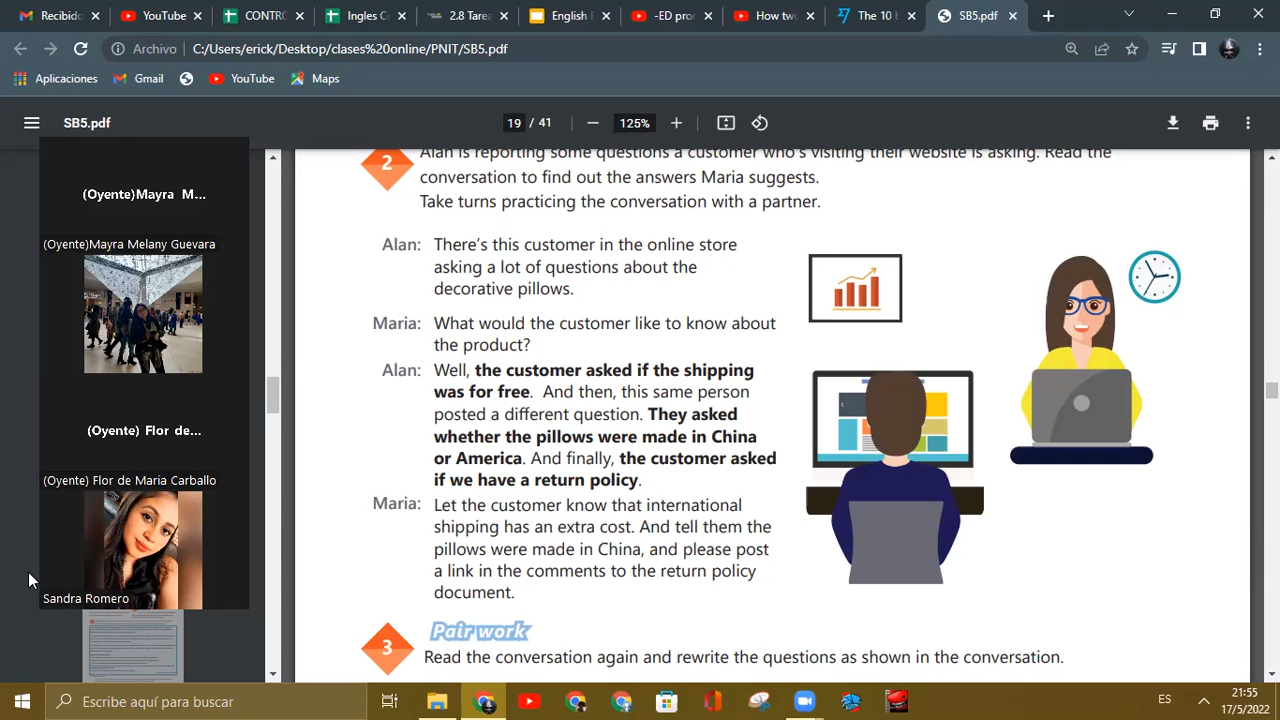 Recibido
YouTube
CONTRO
Ingles Ca
2.8 Tarea
English B
-ED pron
How two
The 10 b
SB5.pdf
Archivo
C:/Users/erick/Desktop/clases%20online/PNIT/SB5.pdf
Aplicaciones
Gmail
YouTube
Maps
SB5.pdf
19 / 41
125%
(Oyente)Mayra M...
(Oyente)Mayra Melany Guevara
(Oyente) Flor de...
(Oyente) Flor de Maria Carballo
Sandra Romero
2
Alan is reporting some questions a customer who's visiting their website is asking. Read the
conversation to find out the answers Maria suggests.
Take turns practicing the conversation with a partner.
Alan: There's this customer in the online store
asking a lot of questions about the
decorative pillows.
Maria: What would the customer like to know about
the product?
Alan: Well, the customer asked if the shipping
was for free. And then, this same person
posted a different question. They asked
whether the pillows were made in China
or America. And finally, the customer asked
if we have a return policy.
Maria: Let the customer know that international
shipping has an extra cost. And tell them the
pillows were made in China, and please post
a link in the comments to the return policy
document.
3
Pair work
Read the conversation again and rewrite the questions as shown in the conversation.
Escribe aquí para buscar
ES
21:55
17/5/2022